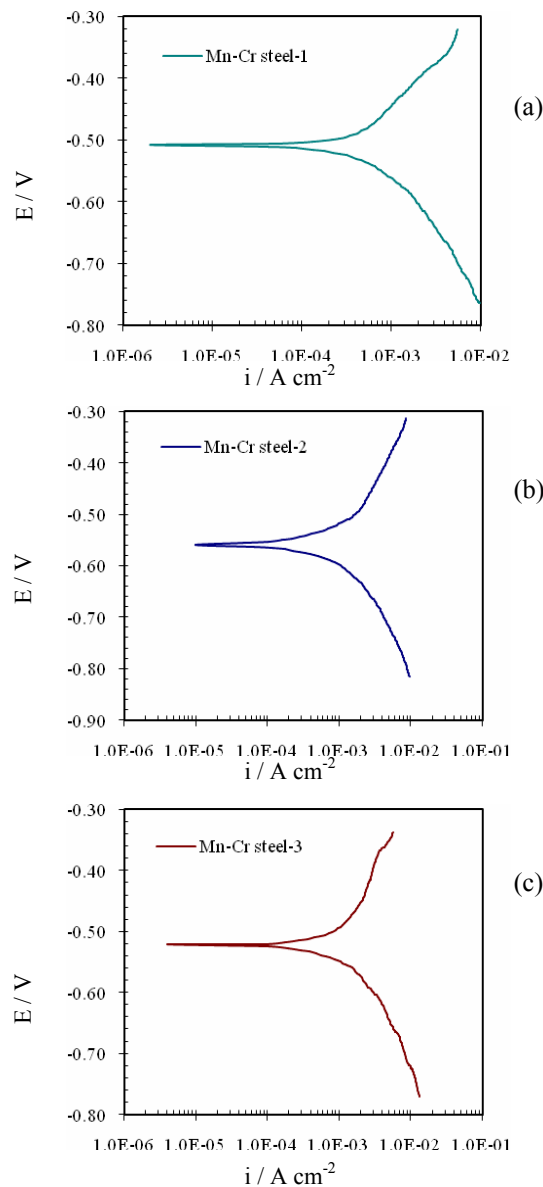 -0.30
Mn-Cr steel-1
-0.40
(a)
-0.50
E / V
-0.60
-0.70
-0.80
1.0E-06 1.0E-05 1.0E-04 1.0E-03 1.0E-02
i / A cm-2
-0.30
Mn-Cr steel-2
-0.40
(b)
-0.50
E / V
-0.60
-0.70
-0.80
-0.90
1.0E-06 1.0E-05 1.0E-04 1.0E-03 1.0E-02 1.0E-01
i / A cm-2
-0.30
Mn-Cr steel-3
(c)
-0.40
-0.50
E / V
-0.60
-0.70
-0.80
1.0E-06 1.0E-05 1.0E-04 1.0E-03 1.0E-02 1.0E-01
i / A cm-2